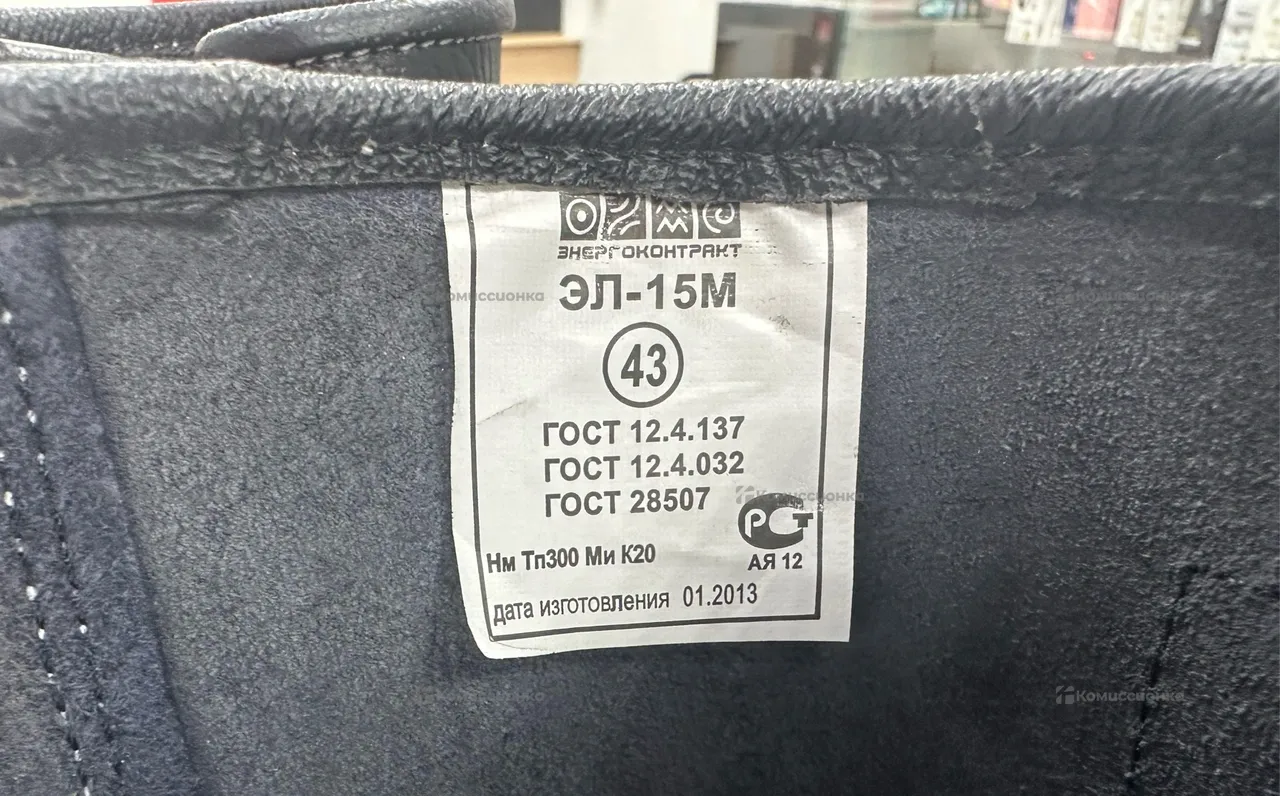 ЭНЕРГОКОНТРАКТ
ЭЛ-15М
43
ГОСТ 12.4.137
ГОСТ 12.4.032
ГОСТ 28507
РСТ
Нм Тп300 Ми К20
АЯ 12
дата изготовления 01.2013
Комиссионка
Комиссионка
Комиссионка